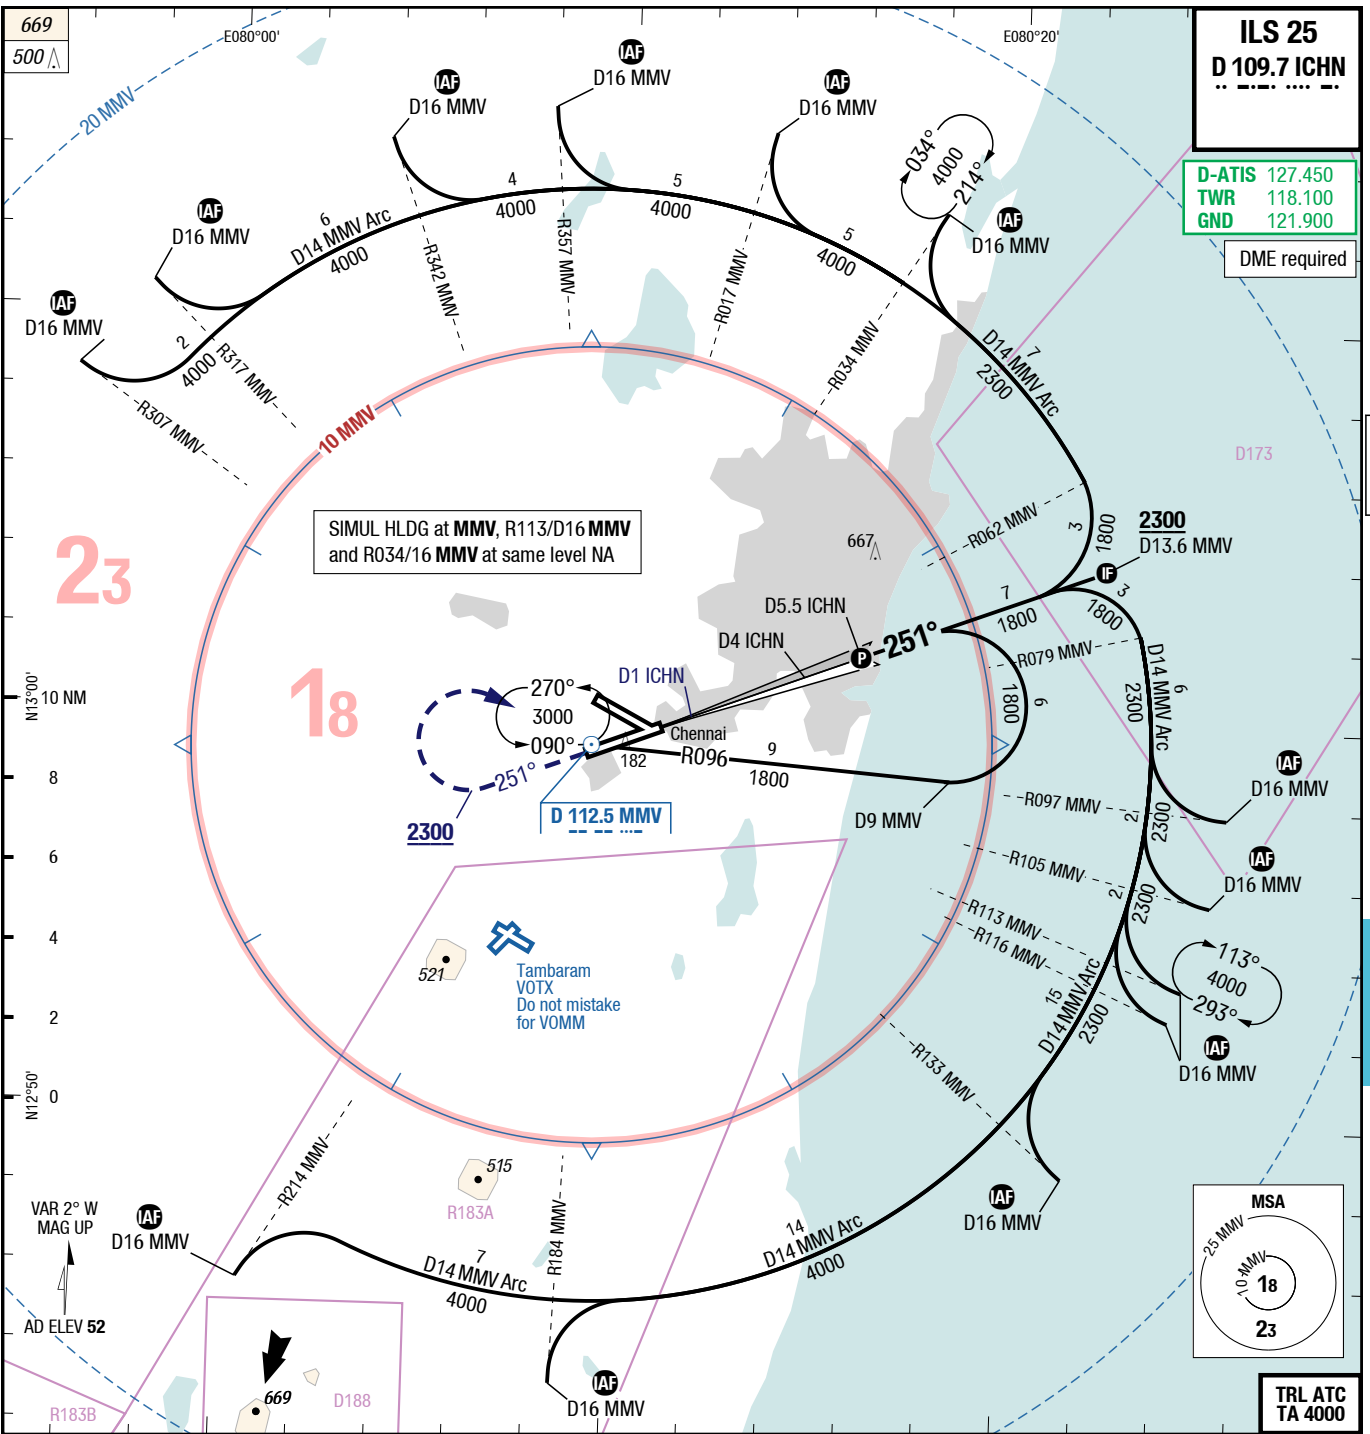 669
500
E080°00'
E080°20'
ILS 25
D 109.7 ICHN
D-ATIS 127.450
TWR 118.100
GND 121.900
DME required
20 MMV
IAF
D16 MMV
IAF
D16 MMV
IAF
D16 MMV
IAF
D16 MMV
IAF
D16 MMV
IAF
D16 MMV
034°
4000
214°
2
4000
6
D14 MMV Arc
4000
4
4000
5
4000
5
4000
7
D14 MMV Arc
2300
R307 MMV
R317 MMV
R342 MMV
R357 MMV
R017 MMV
R034 MMV
10 MMV
D173
SIMUL HLDG at MMV, R113/D16 MMV
and R034/16 MMV at same level NA
23
18
667
R062 MMV
3
1800
2300
D13.6 MMV
IF
3
1800
D5.5 ICHN
D4 ICHN
D1 ICHN
P
251°
7
1800
R079 MMV
D14 MMV Arc
6
2300
9
1800
270°
3000
090°
251°
2300
Chennai
182
R096
9
1800
D9 MMV
D 112.5 MMV
N13°00'
10 NM
8
6
4
2
0
N12°50'
R097 MMV
2
2300
IAF
D16 MMV
R105 MMV
2
2300
IAF
D16 MMV
R113 MMV
R116 MMV
113°
4000
293°
IAF
D16 MMV
15
D14 MMV Arc
2300
R133 MMV
521
Tambaram
VOTX
Do not mistake
for VOMM
515
R183A
R214 MMV
R184 MMV
VAR 2° W
MAG UP
AD ELEV 52
IAF
D16 MMV
7
D14 MMV Arc
4000
14
D14 MMV Arc
4000
IAF
D16 MMV
IAF
D16 MMV
669
D188
R183B
MSA
25 MMV
10 MMV
18
23
TRL ATC
TA 4000